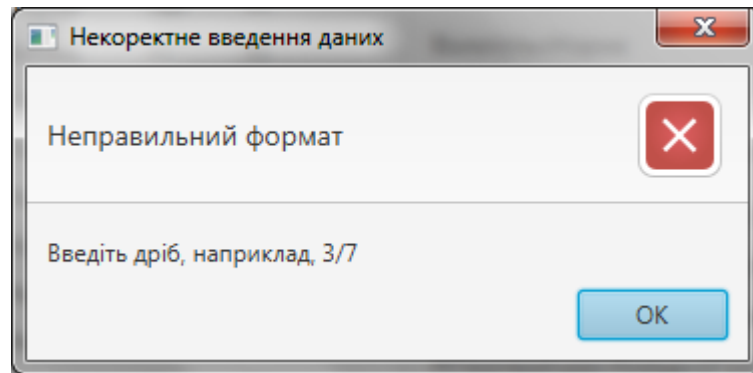 Некоректне введення даних
Неправильний формат
Введіть дріб, наприклад, 3/7
OK